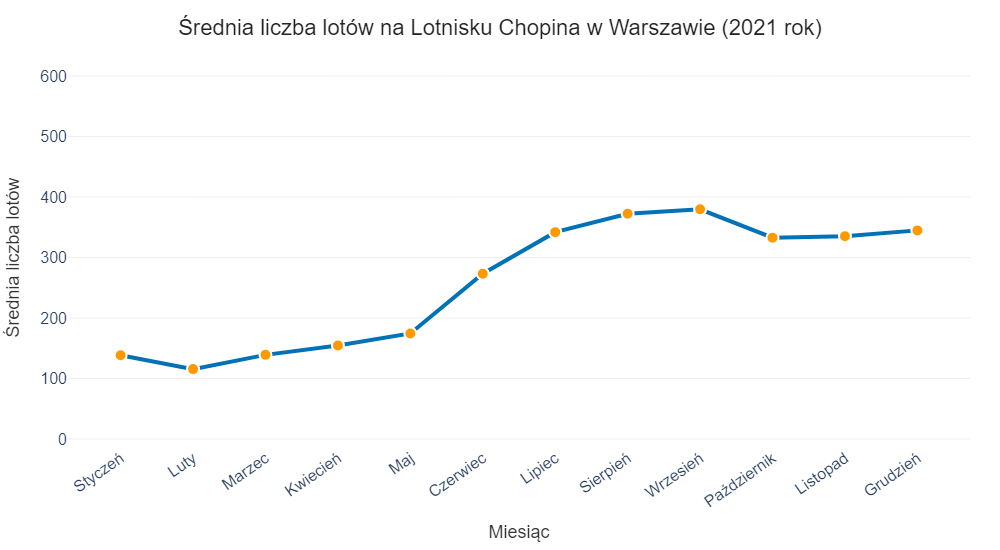 Średnia liczba lotów na Lotnisku Chopina w Warszawie (2021 rok)
600
500
400
300
200
100
0
Średnia liczba lotów
Styczeń
Luty
Marzec
Kwiecień
Maj
Czerwiec
Lipiec
Sierpień
Wrzesień
Październik
Listopad
Grudzień
Miesiąc